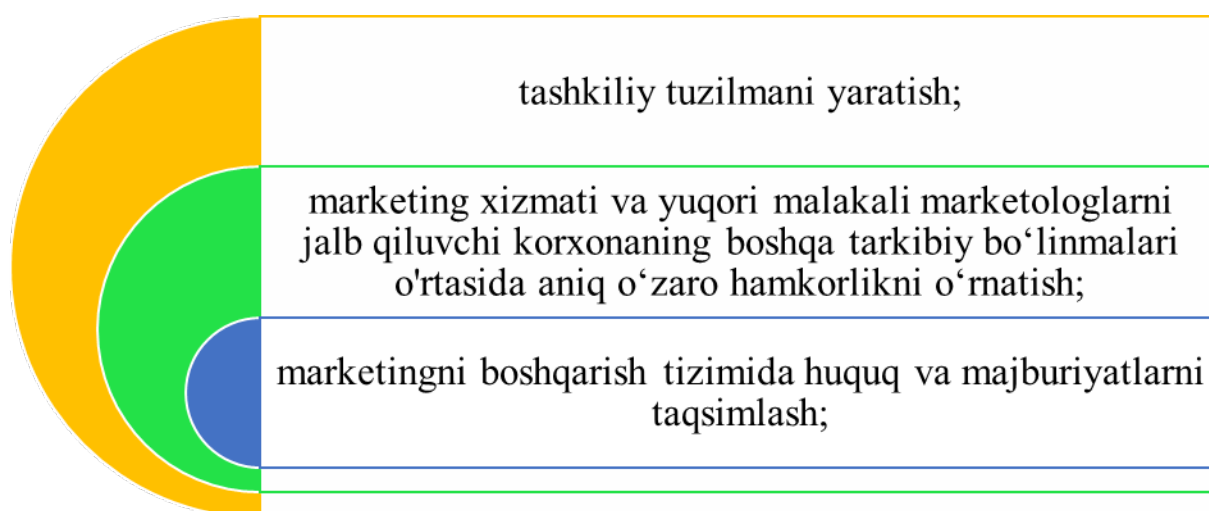 tashkiliy tuzilmani yaratish;
marketing xizmati va yuqori malakali marketologlarni
jalb qiluvchi korxonaning boshqa tarkibiy bo‘linmalari
o'rtasida aniq o‘zaro hamkorlikni o‘rnatish;
marketingni boshqarish tizimida huquq va majburiyatlarni
taqsimlash;